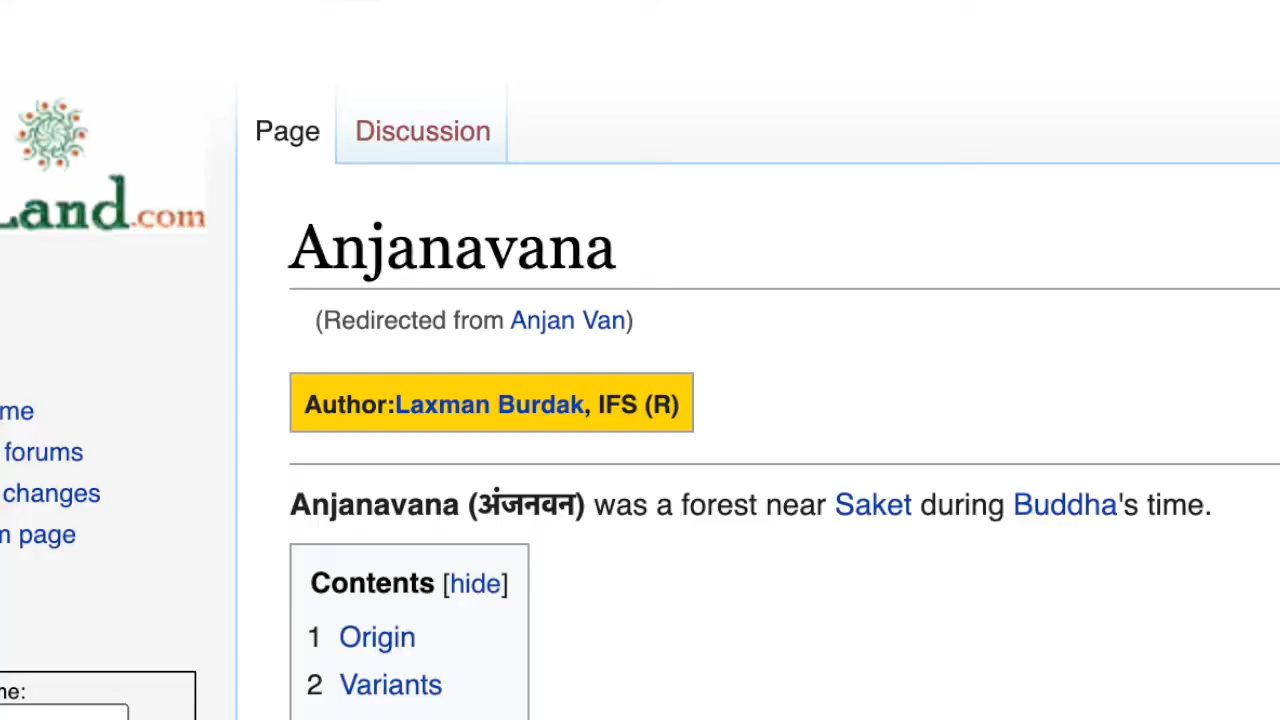 Page Discussion
Land.com
Anjanavana
(Redirected from Anjan Van)
Author:Laxman Burdak, IFS (R)
me
forums
changes
page
Anjanavana (अंजनवन) was a forest near Saket during Buddha's time.
Contents [hide]
1 Origin
2 Variants
me: